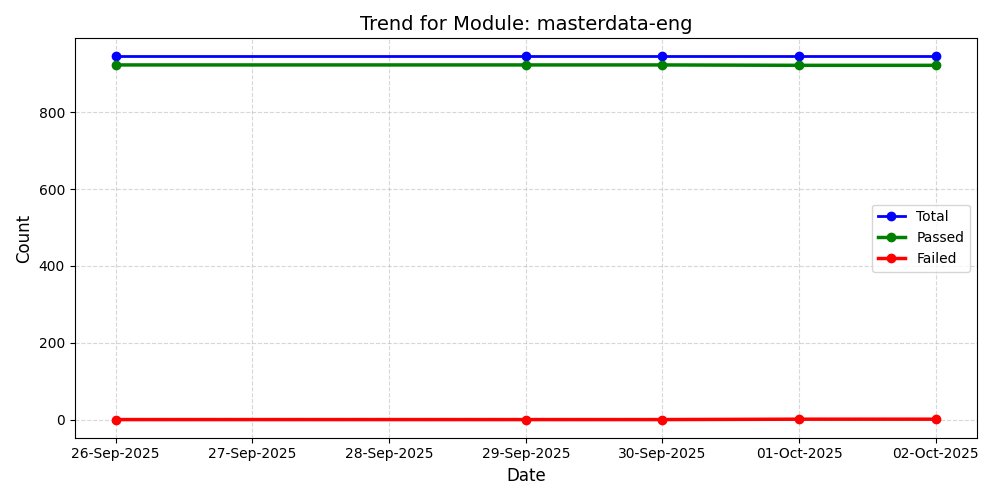 Trend for Module: masterdata-eng
Count
800
600
400
200
0
Total
Passed
Failed
26-Sep-2025
27-Sep-2025
28-Sep-2025
29-Sep-2025
30-Sep-2025
01-Oct-2025
02-Oct-2025
Date